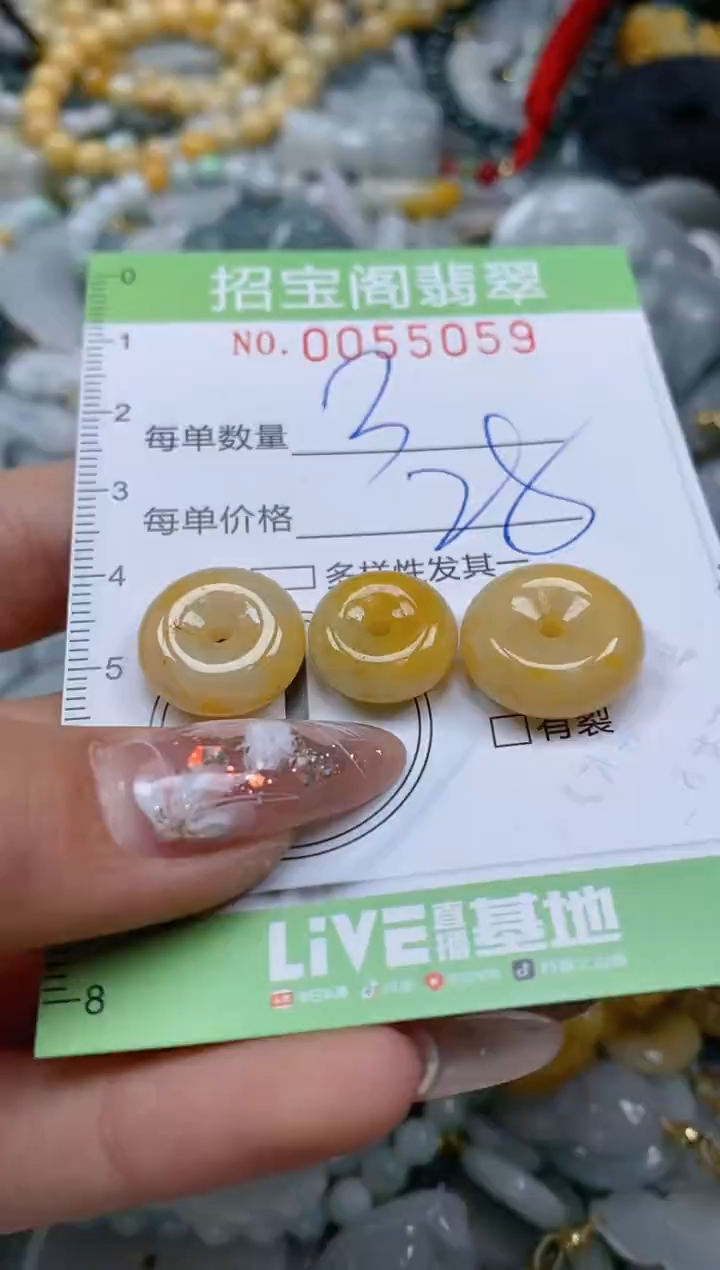 0
招宝阁翡翠
1
NO. 0055059
2
每单数量 3
3
每单价格 28
4
多样性发其一
5
有裂
LiVE直播基地
8